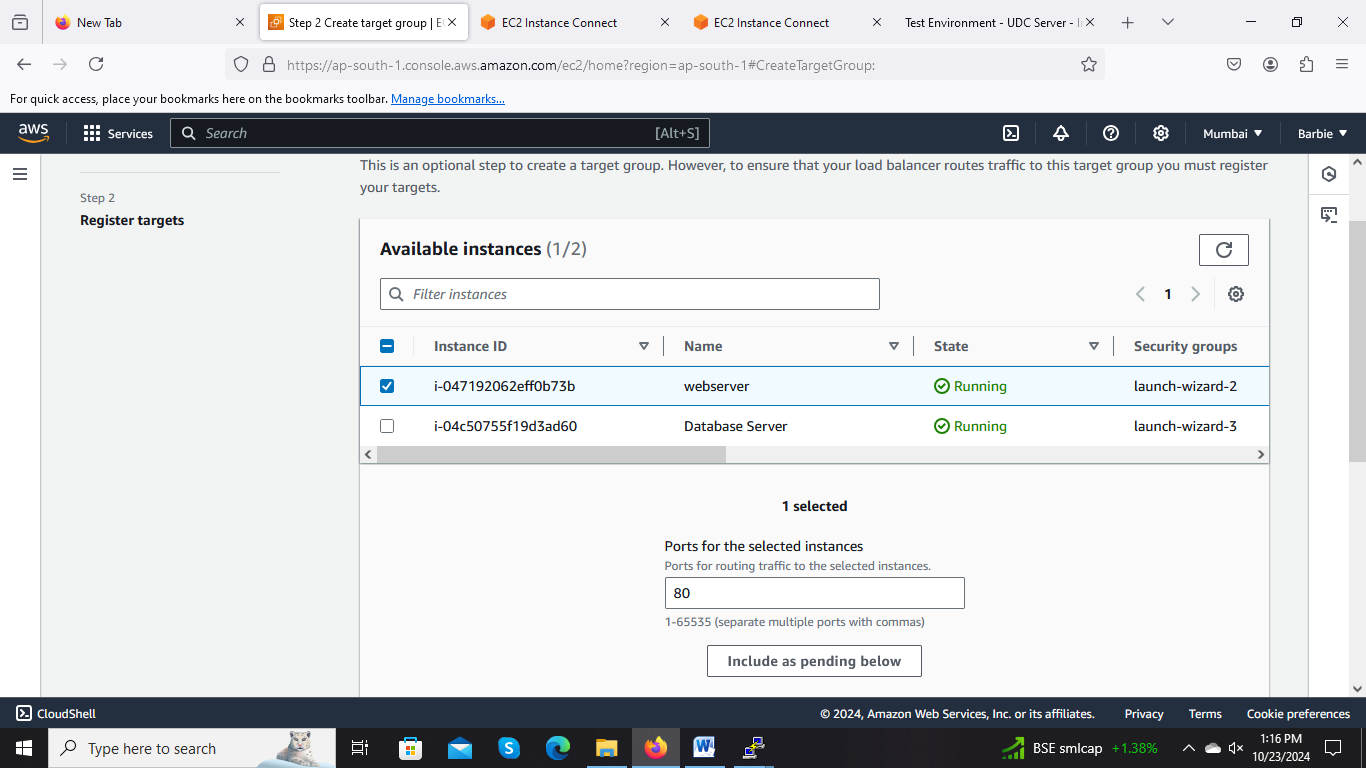 New Tab
Step 2 Create target group | E
EC2 Instance Connect
EC2 Instance Connect
Test Environment - UDC Server - I
https://ap-south-1.console.aws.amazon.com/ec2/home?region=ap-south-1#CreateTargetGroup:
For quick access, place your bookmarks here on the bookmarks toolbar. Manage bookmarks...
aws
Services
Search
[Alt+S]
Mumbai
Barbie
This is an optional step to create a target group. However, to ensure that your load balancer routes traffic to this target group you must register
your targets.
Step 2
Register targets
Available instances (1/2)
Filter instances
1
Instance ID Name State Security groups
i-047192062eff0b73b webserver Running launch-wizard-2
i-04c50755f19d3ad60 Database Server Running launch-wizard-3
1 selected
Ports for the selected instances
Ports for routing traffic to the selected instances.
80
1-65535 (separate multiple ports with commas)
Include as pending below
CloudShell
© 2024, Amazon Web Services, Inc. or its affiliates. Privacy Terms Cookie preferences
Type here to search
BSE smlcap +1.38%
1:16 PM
10/23/2024